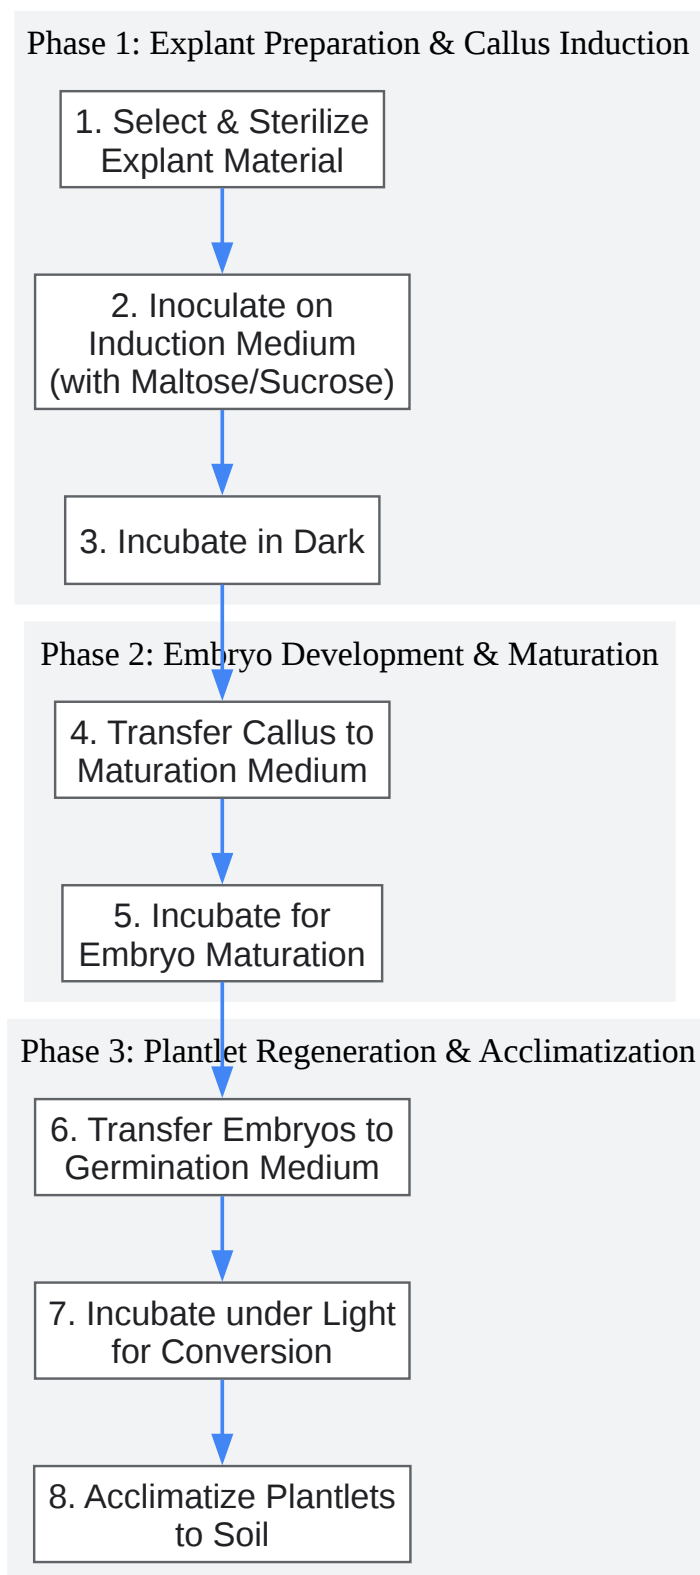 Phase 1: Explant Preparation & Callus Induction
1. Select & Sterilize
Explant Material
2. Inoculate on
Induction Medium
(with Maltose/Sucrose)
3. Incubate in Dark
Phase 2: Embryo Development & Maturation
4. Transfer Callus to
Maturation Medium
5. Incubate for
Embryo Maturation
Phase 3: Plantlet Regeneration & Acclimatization
6. Transfer Embryos to
Germination Medium
7. Incubate under Light
for Conversion
8. Acclimatize Plantlets
to Soil